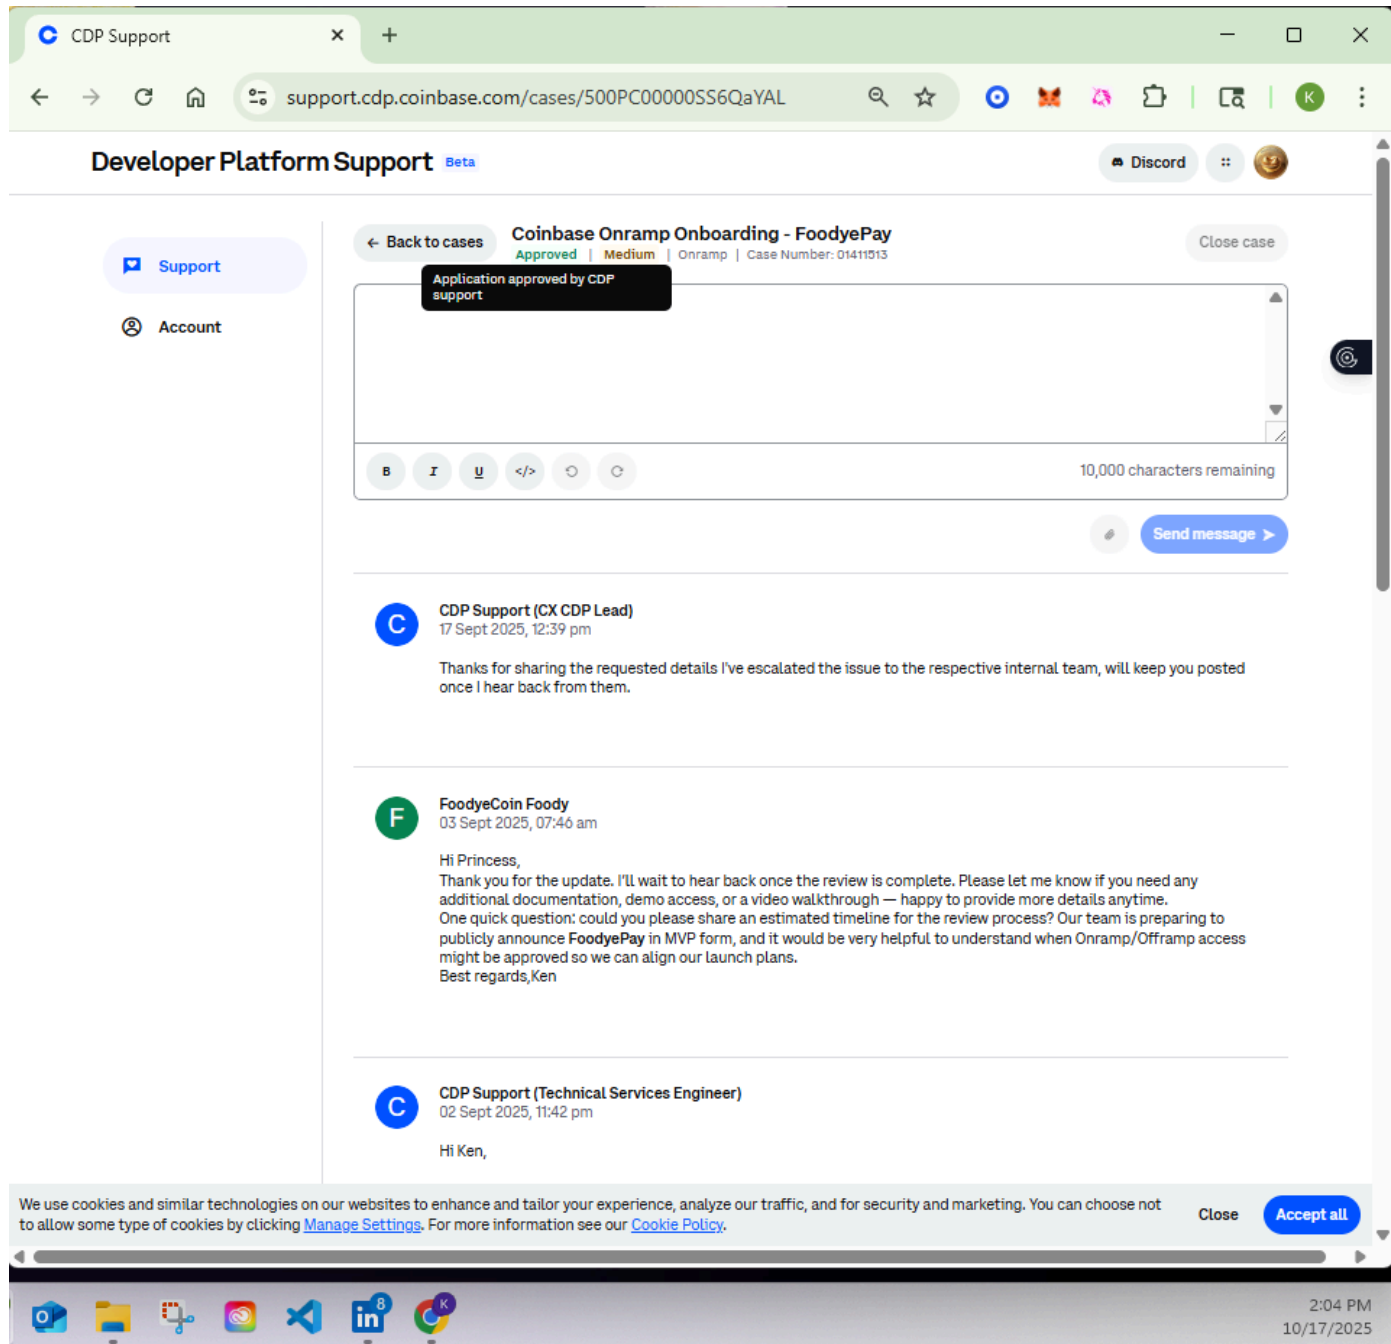 CDP Support
support.cdp.coinbase.com/cases/500PC00000SS6QaYAL
K
Developer Platform Support Beta
Discord
Support
Account
← Back to cases
Coinbase Onramp Onboarding - FoodyePay
Approved | Medium | Onramp | Case Number: 01411513
Close case
Application approved by CDP
support
B I U </>
10,000 characters remaining
Send message
C
CDP Support (CX CDP Lead)
17 Sept 2025, 12:39 pm
Thanks for sharing the requested details I've escalated the issue to the respective internal team, will keep you posted
once I hear back from them.
F
FoodyeCoin Foody
03 Sept 2025, 07:46 am
Hi Princess,
Thank you for the update. I'll wait to hear back once the review is complete. Please let me know if you need any
additional documentation, demo access, or a video walkthrough — happy to provide more details anytime.
One quick question: could you please share an estimated timeline for the review process? Our team is preparing to
publicly announce FoodyePay in MVP form, and it would be very helpful to understand when Onramp/Offramp access
might be approved so we can align our launch plans.
Best regards,Ken
C
CDP Support (Technical Services Engineer)
02 Sept 2025, 11:42 pm
Hi Ken,
We use cookies and similar technologies on our websites to enhance and tailor your experience, analyze our traffic, and for security and marketing. You can choose not
to allow some type of cookies by clicking Manage Settings. For more information see our Cookie Policy.
Close
Accept all
in 8
K
2:04 PM
10/17/2025